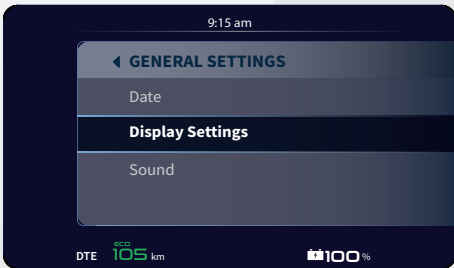 9:15 am
GENERAL SETTINGS
Date
Display Settings
Sound
ECO
DTE 105 km 100 %